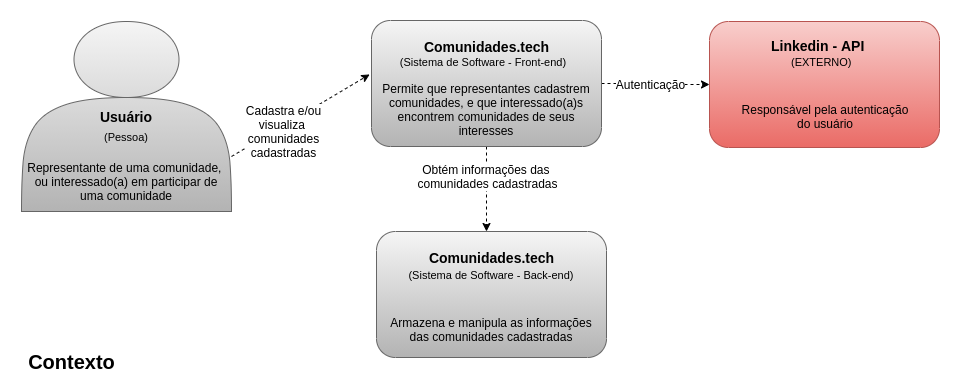 Usuário
(Pessoa)
Representante de uma comunidade,
ou interessado(a) em participar de
uma comunidade
Cadastra e/ou
visualiza
comunidades
cadastradas
Comunidades.tech
(Sistema de Software - Front-end)
Permite que representantes cadastrem
comunidades, e que interessado(a)s
encontrem comunidades de seus
interesses
Autenticação
Linkedin - API
(EXTERNO)
Responsável pela autenticação
do usuário
Obtém informações das
comunidades cadastradas
Comunidades.tech
(Sistema de Software - Back-end)
Armazena e manipula as informações
das comunidades cadastradas
Contexto